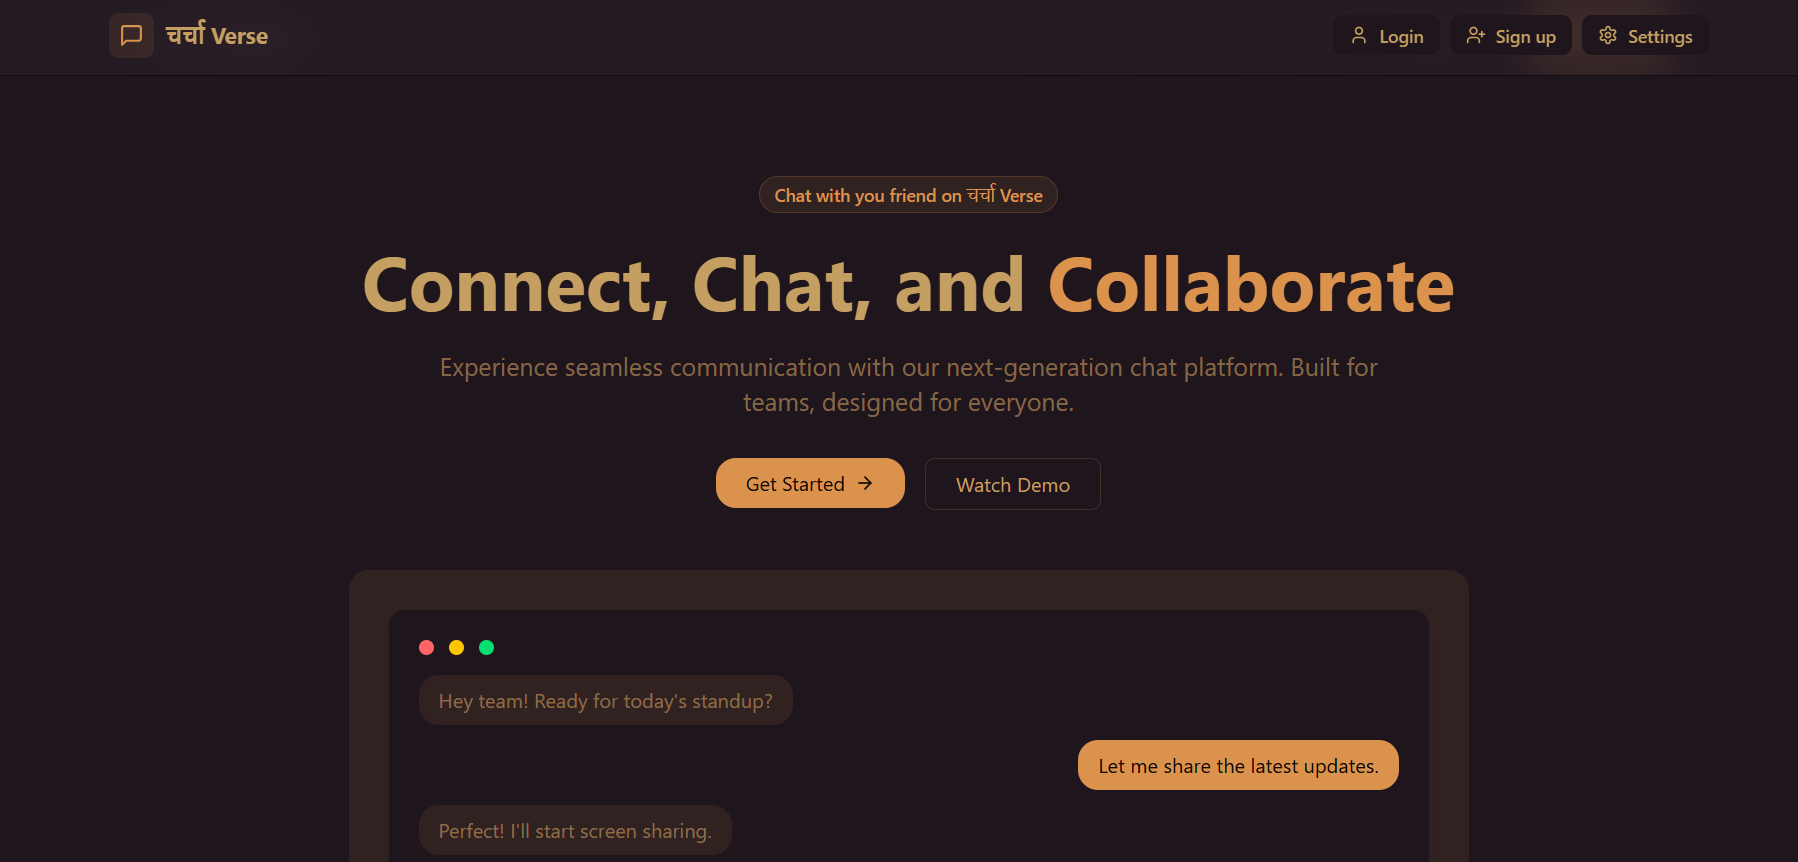 चर्चा Verse
Login
Sign up
Settings
Chat with you friend on चर्चा Verse
Connect, Chat, and Collaborate
Experience seamless communication with our next-generation chat platform. Built for
teams, designed for everyone.
Get Started →
Watch Demo
Hey team! Ready for today's standup?
Let me share the latest updates.
Perfect! I'll start screen sharing.